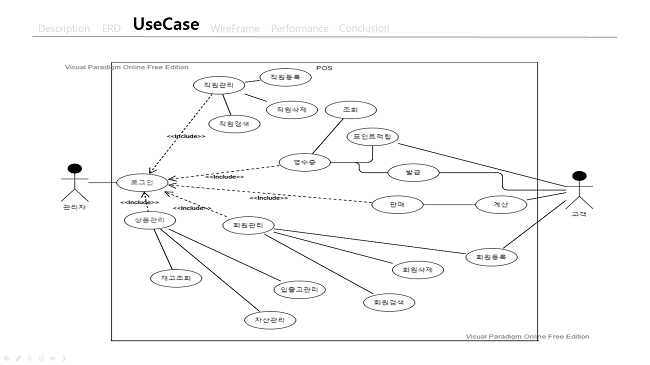 Description ERD UseCase WireFrame Performance Conclusion
Visual Paradigm Online Free Edition
POS
직원관리
직원등록
직원삭제
직원검색
조회
<<Include>>
포인트적립
영수증
<<Include>>
발급
로그인
관리자
고객
<<Include>>
<<Include>>
<<Include>>
판매
계산
상품관리
회원관리
회원등록
회원삭제
재고조회
입출고관리
회원검색
자산관리
Visual Paradigm Online Free Edition